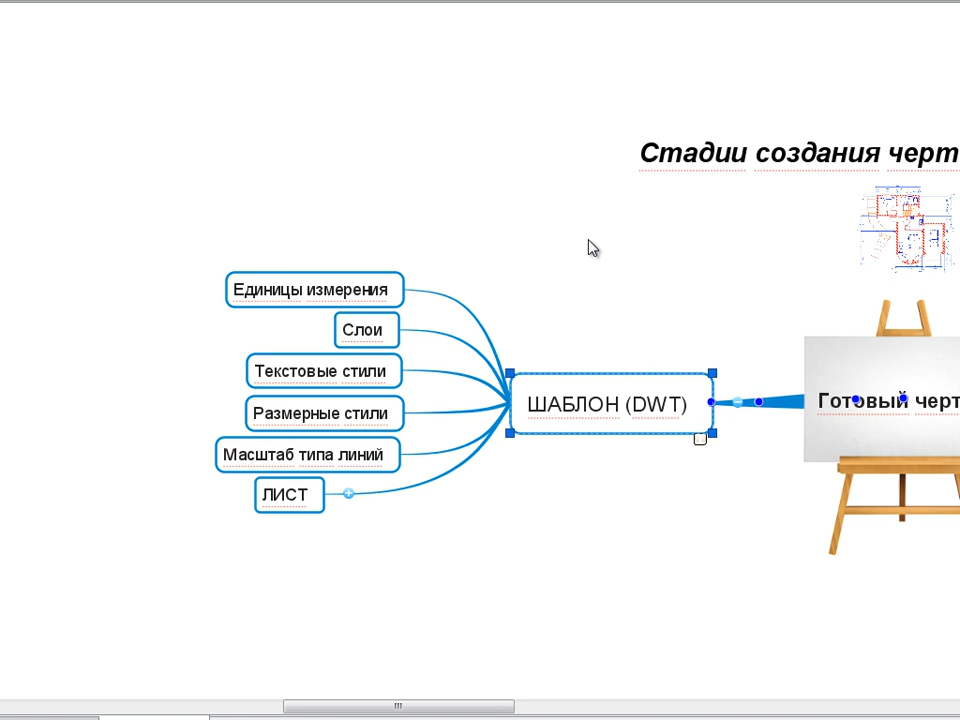 Стадии создания черт
Единицы измерения
Слои
Текстовые стили
Размерные стили
Масштаб типа линий
ЛИСТ
ШАБЛОН (DWT)
Готовый черт